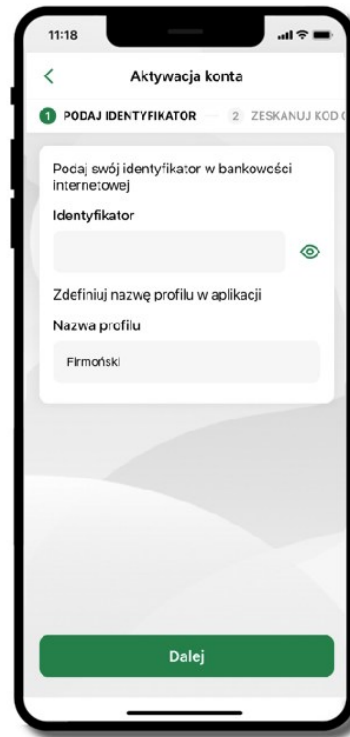 11:18
Aktywacja konta
1 PODAJ IDENTYFIKATOR
2 ZESKANUJ KOD
Podaj swój identyfikator w bankowości
internetowej
Identyfikator
Zdefiniuj nazwę profilu w aplikacji
Nazwa profilu
Firmoński
Dalej